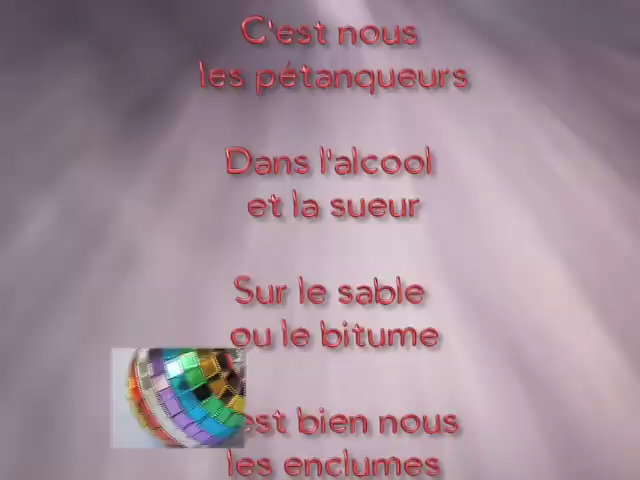 C'est nous
les pétanqueurs
Dans l'alcool
et la sueur
Sur le sable
ou le bitume
est bien nous
les enclumes